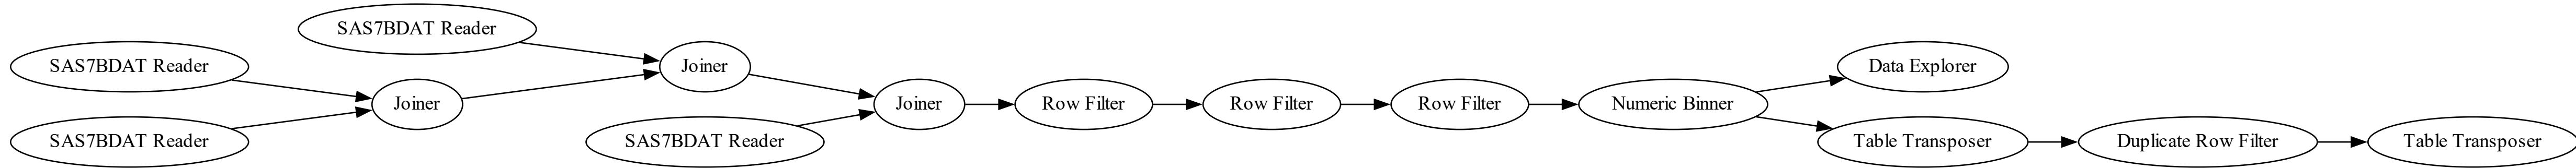 SAS7BDAT Reader
SAS7BDAT Reader
SAS7BDAT Reader
Joiner
Joiner
SAS7BDAT Reader
Joiner
Row Filter
Row Filter
Row Filter
Numeric Binner
Data Explorer
Table Transposer
Duplicate Row Filter
Table Transposer